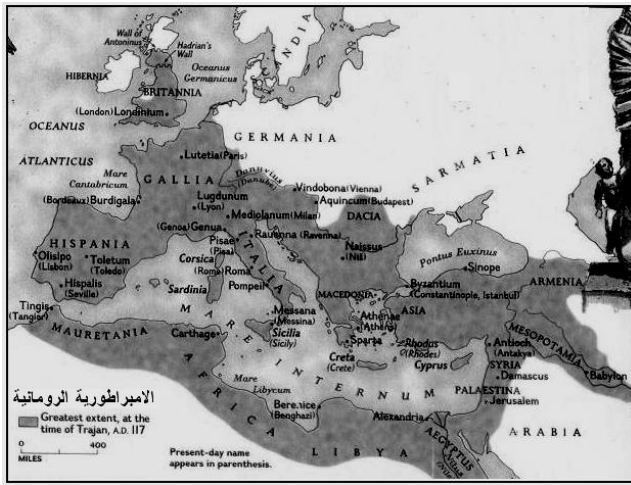 Wall of
Antoninus
Hadrian's
Wall
HIBERNIA
BRITANNIA
(London) Londinium
Oceanus
Germanicus
SCANDIA
OCEANUS
ATLANTICUS
Mare
Cantabricum
GERMANIA
SARMATIA
Lutetia (Paris)
GALLIA
Danuvius
(Danube)
Vindobona (Vienna)
Aquincum (Budapest)
Lugdunum
(Lyon)
(Bordeaux) Burdigala
Mediolanum (Milan)
DACIA
(Genoa) Genua
Ravenna (Ravenna)
HISPANIA
Pisae
(Pisa)
Naissus
(Niš)
Pontus Euxinus
Sinope
Olisipo
(Lisbon)
Toletum
(Toledo)
Corsica
(Roma) Roma
ITALIA
Hispalis
(Seville)
Sardinia
Pompeii
MACEDONIA
Byzantium
(Constantinople, Istanbul)
ARMENIA
Tingis
(Tangier)
Messana
(Messina)
Athenae
(Athens)
ASIA
MAURETANIA
Carthage
Sicilia
(Sicily)
Sparta
Rhodus
(Rhodes)
Antioch
(Antakya)
MESOPOTAMIA
MARE INTERNUM
Creta
(Crete)
Cyprus
SYRIA
Damascus
Babylon
Mare
Libycum
PALAESTINA
Jerusalem
الامبراطورية الرومانية
AFRICA
Berenice
(Benghazi)
Alexandria
Greatest extent, at the
time of Trajan, A.D. 117
AEGYPTUS
Nilus
(Nile)
ARABIA
LIBYA
0 400
MILES
Present-day name
appears in parenthesis.